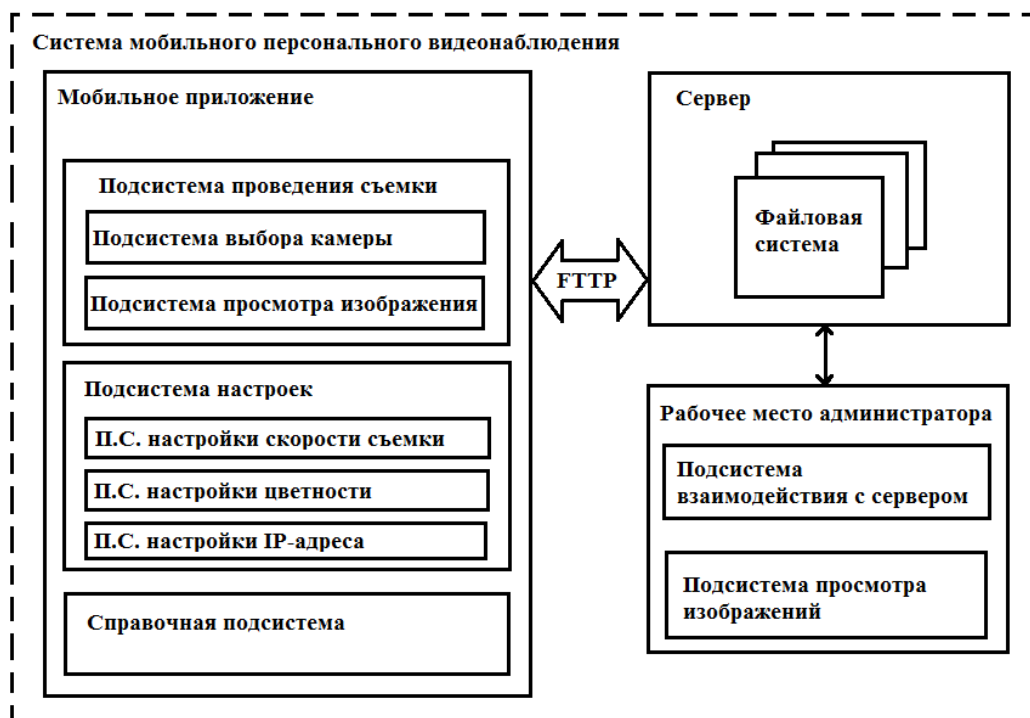 Система мобильного персонального видеонаблюдения
Мобильное приложение
Подсистема проведения съемки
Подсистема выбора камеры
Подсистема просмотра изображения
Подсистема настроек
П.С. настройки скорости съемки
П.С. настройки цветности
П.С. настройки IP-адреса
Справочная подсистема
FTTP
Сервер
Файловая
система
Рабочее место администратора
Подсистема
взаимодействия с сервером
Подсистема просмотра
изображений